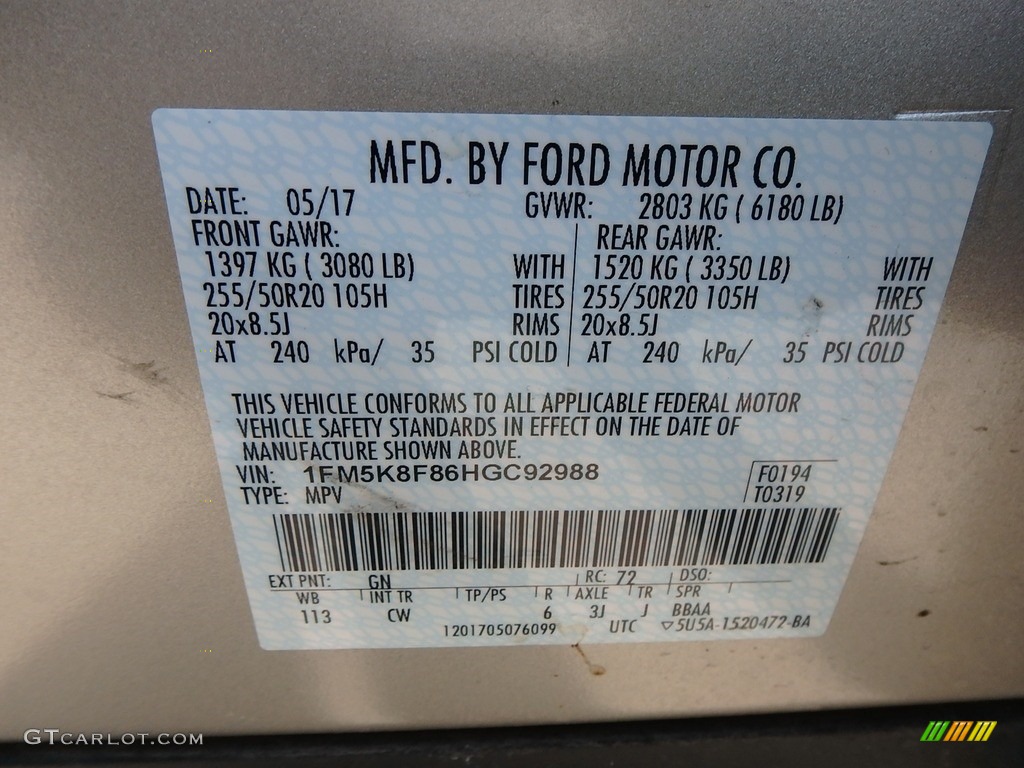 MFD. BY FORD MOTOR CO.
DATE: 05/17 GVWR: 2803 KG ( 6180 LB)
FRONT GAWR: REAR GAWR:
1397 KG ( 3080 LB) WITH 1520 KG ( 3350 LB) WITH
255/50R20 105H TIRES 255/50R20 105H TIRES
20x8.5J RIMS 20x8.5J RIMS
AT 240 kPa/ 35 PSI COLD AT 240 kPa/ 35 PSI COLD
THIS VEHICLE CONFORMS TO ALL APPLICABLE FEDERAL MOTOR
VEHICLE SAFETY STANDARDS IN EFFECT ON THE DATE OF
MANUFACTURE SHOWN ABOVE.
VIN: 1FM5K8F86HGC92988 F0194
TYPE: MPV T0319
EXT PNT: GN RC: 72 DSO:
WB INT TR TP/PS R AXLE TR SPR
113 CW 6 3J J BBAA
1201705076099 UTC ▽5U5A-1520472-BA
GTCARLOT.COM